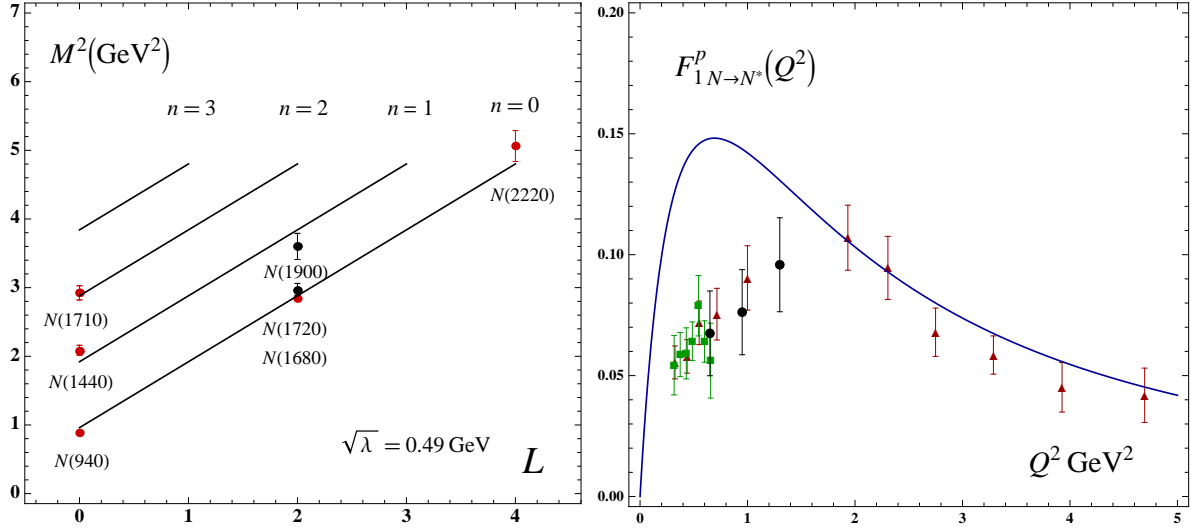 7
M²(GeV²)
6
n = 3 n = 2 n = 1 n = 0
5
N(2220)
4
N(1900)
3
N(1710)
N(1720)
2
N(1680)
N(1440)
1
√λ = 0.49 GeV
N(940)
L
0
0 1 2 3 4
0.20
F₁ᵖ N→N*(Q²)
0.15
0.10
0.05
Q² GeV²
0.00
0 1 2 3 4 5